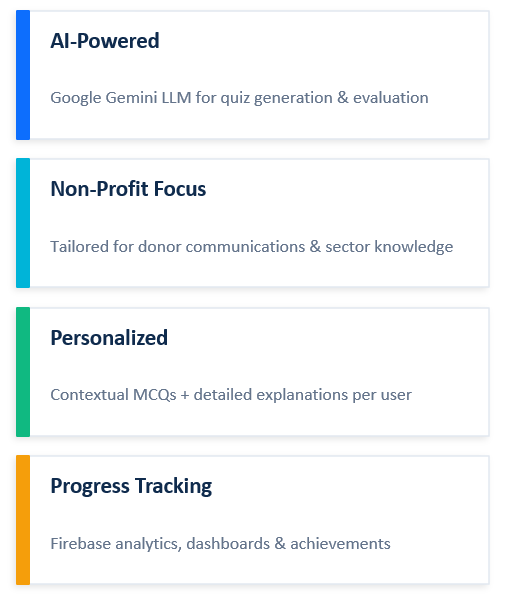 AI-Powered
Google Gemini LLM for quiz generation & evaluation
Non-Profit Focus
Tailored for donor communications & sector knowledge
Personalized
Contextual MCQs + detailed explanations per user
Progress Tracking
Firebase analytics, dashboards & achievements